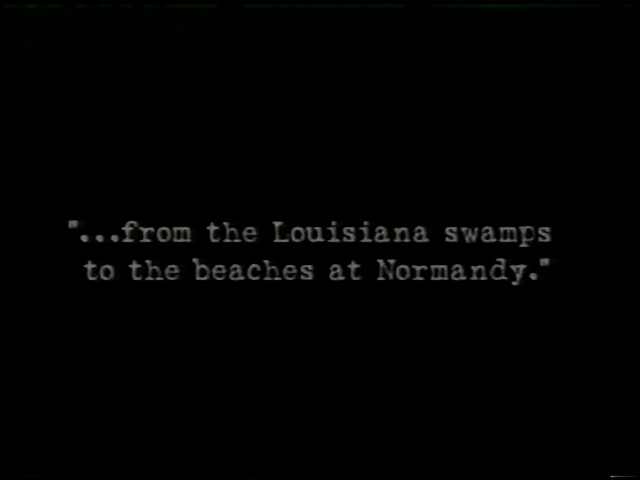 "...from the Louisiana swamps
to the beaches at Normandy."